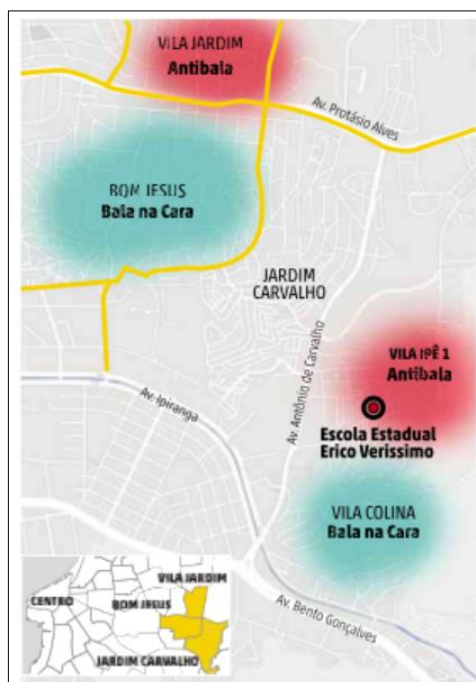 VILA JARDIM
Antibala
Av. Protásio Alves
BOM JESUS
Bala na Cara
JARDIM
CARVALHO
VILA IPÊ 1
Antibala
Av. Antônio de Carvalho
Av. Ipiranga
Escola Estadual
Erico Verissimo
VILA COLINA
Bala na Cara
Av. Bento Gonçalves
VILA JARDIM
CENTRO
BOM JESUS
JARDIM CARVALHO